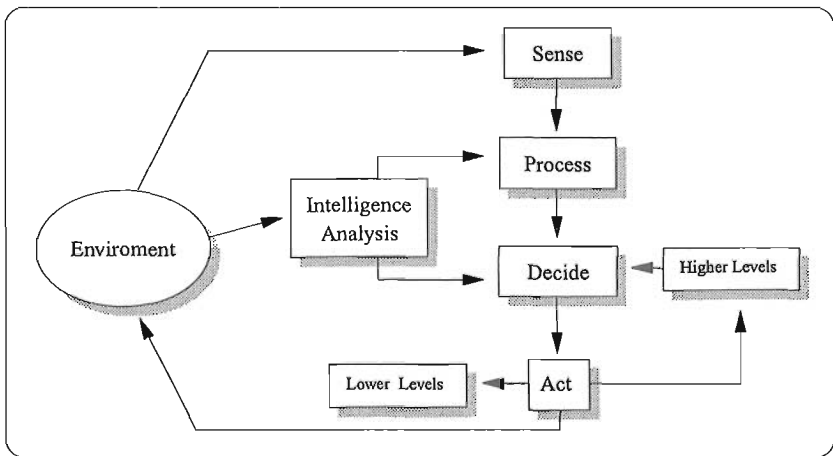 Sense
Process
Intelligence
Analysis
Enviroment
Decide
Higher Levels
Lower Levels
Act